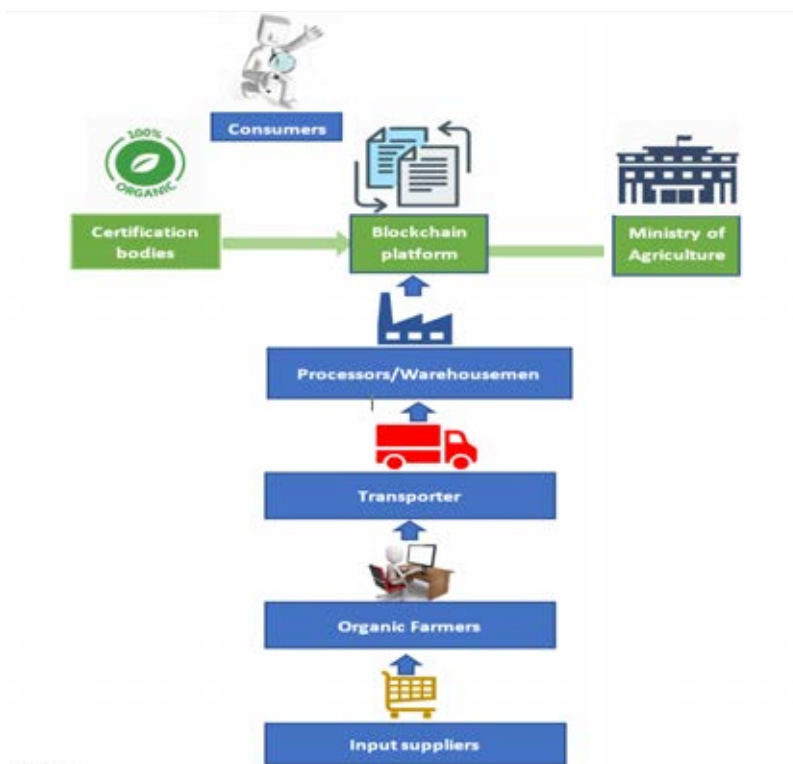 Consumers
100%
ORGANIC
Certification
bodies
Blockchain
platform
Ministry of
Agriculture
Processors/Warehousemen
Transporter
Organic Farmers
Input suppliers